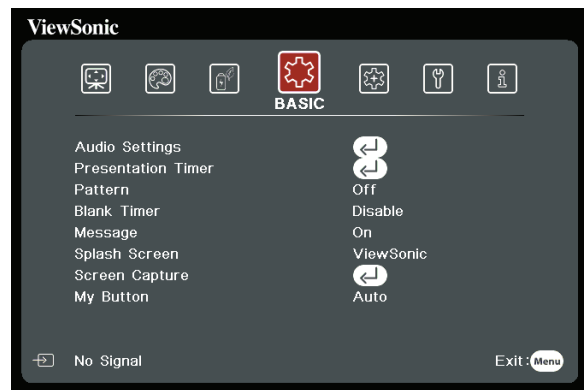 ViewSonic
BASIC
Audio Settings
Presentation Timer
Pattern Off
Blank Timer Disable
Message On
Splash Screen ViewSonic
Screen Capture
My Button Auto
No Signal Exit: Menu